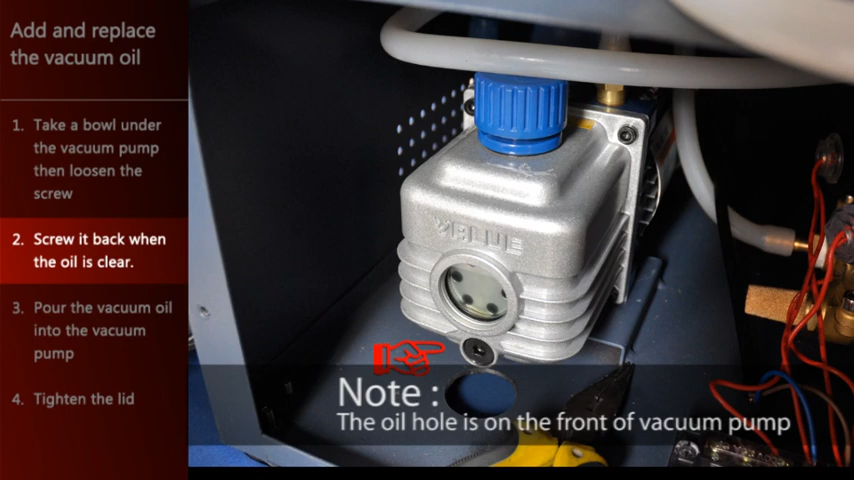 Add and replace
the vacuum oil
1. Take a bowl under
the vacuum pump
then loosen the
screw
2. Screw it back when
the oil is clear.
3. Pour the vacuum oil
into the vacuum
pump
4. Tighten the lid
VALUE
Note :
The oil hole is on the front of vacuum pump